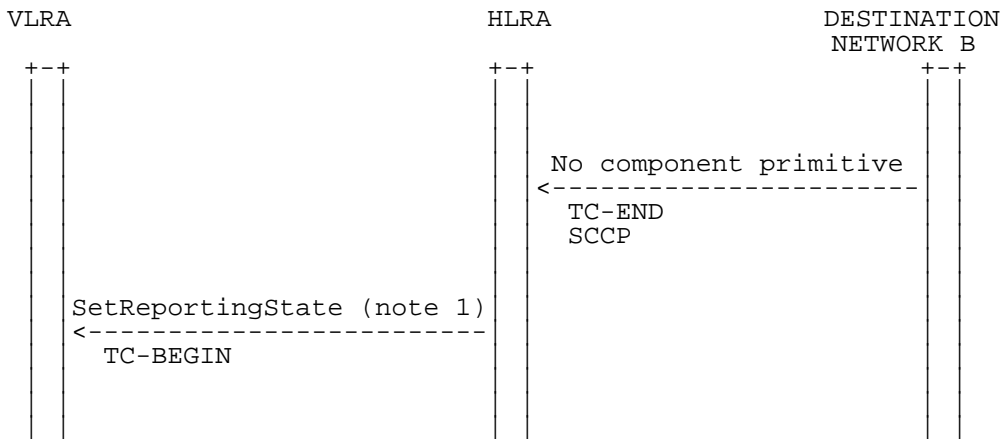 VLRA HLRA DESTINATION
NETWORK B
No component primitive
TC-END
SCCP
SetReportingState (note 1)
TC-BEGIN